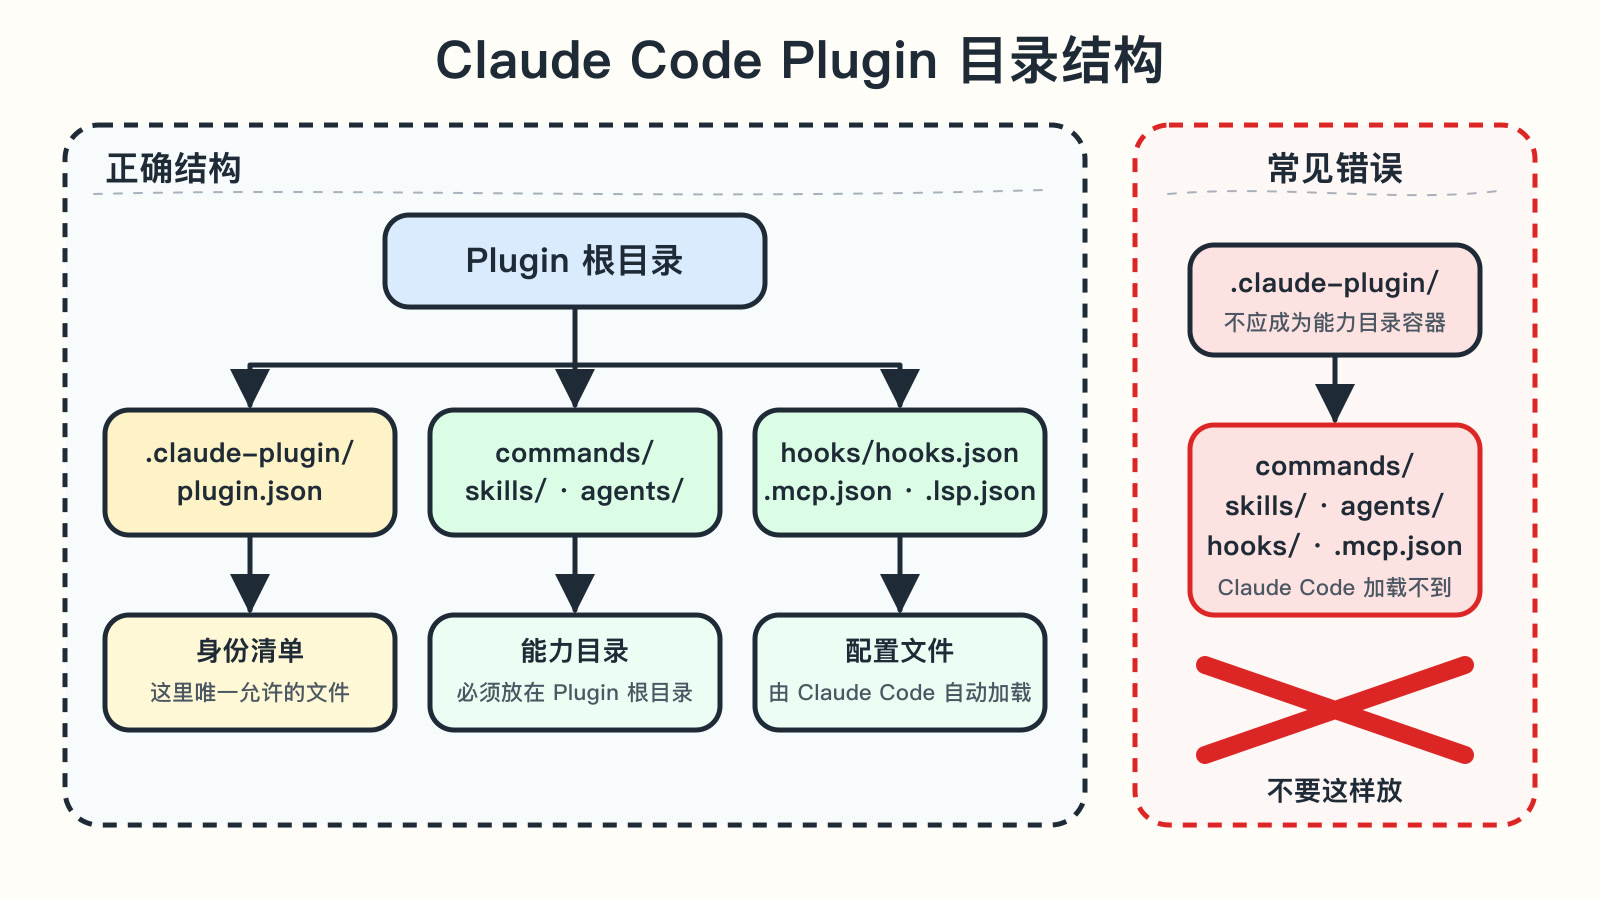 Claude Code Plugin 目录结构
正确结构
Plugin 根目录
.claude-plugin/
plugin.json
commands/
skills/ · agents/
hooks/hooks.json
.mcp.json · .lsp.json
身份清单
这里唯一允许的文件
能力目录
必须放在 Plugin 根目录
配置文件
由 Claude Code 自动加载
常见错误
.claude-plugin/
不应成为能力目录容器
commands/
skills/ · agents/
hooks/ · .mcp.json
Claude Code 加载不到
不要这样放